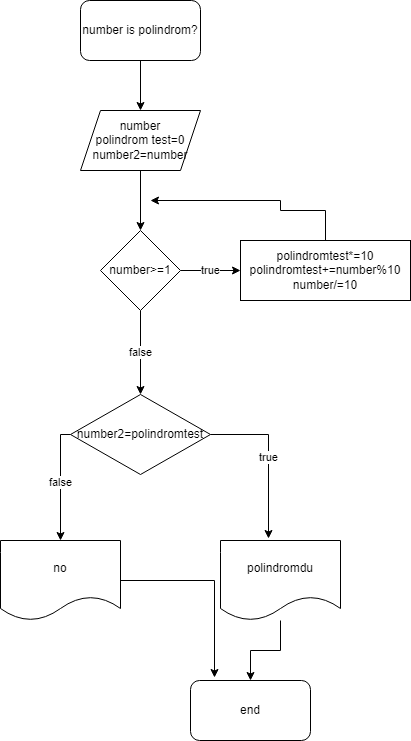 number is polindrom?
number
polindrom test=0
number2=number
number>=1
true
polindromtest*=10
polindromtest+=number%10
number/=10
false
number2=polindromtest
false
true
no
polindromdu
end